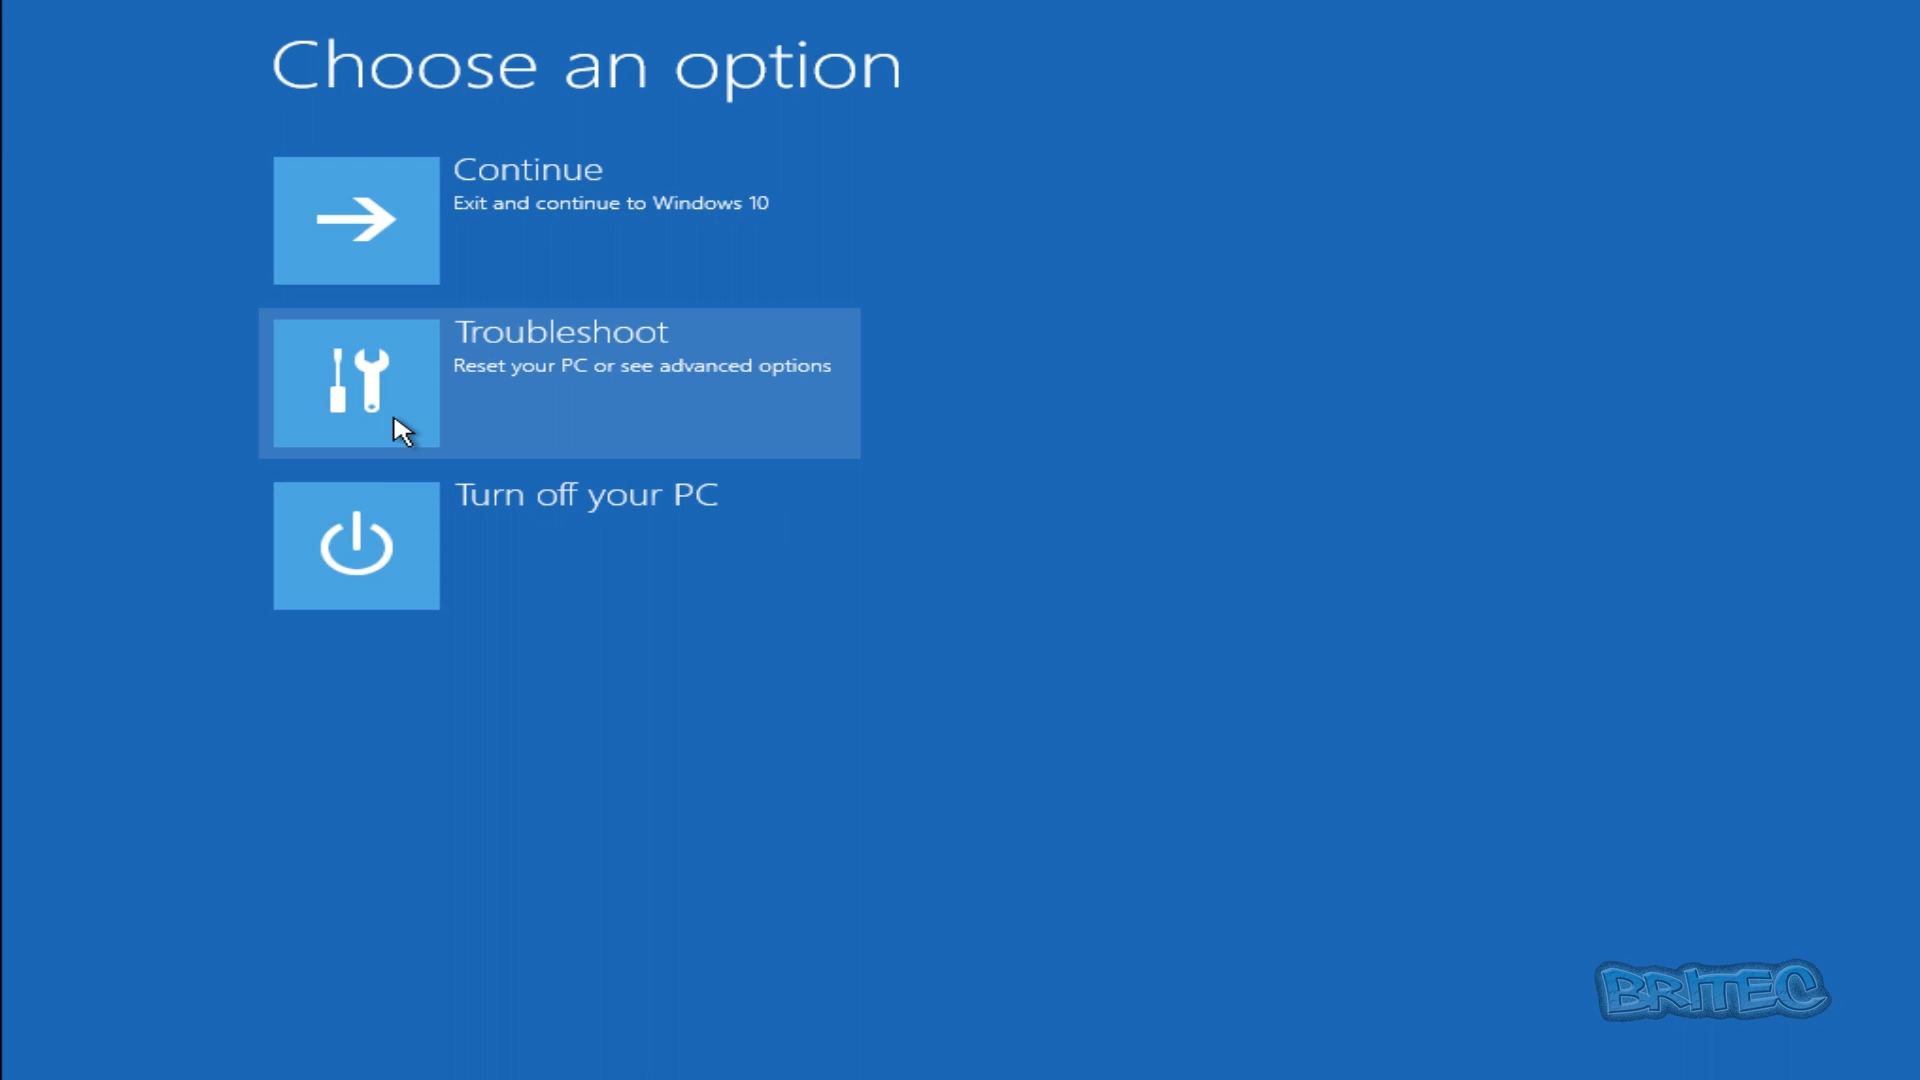 Choose an option
Continue
Exit and continue to Windows 10
Troubleshoot
Reset your PC or see advanced options
Turn off your PC
BRITEC